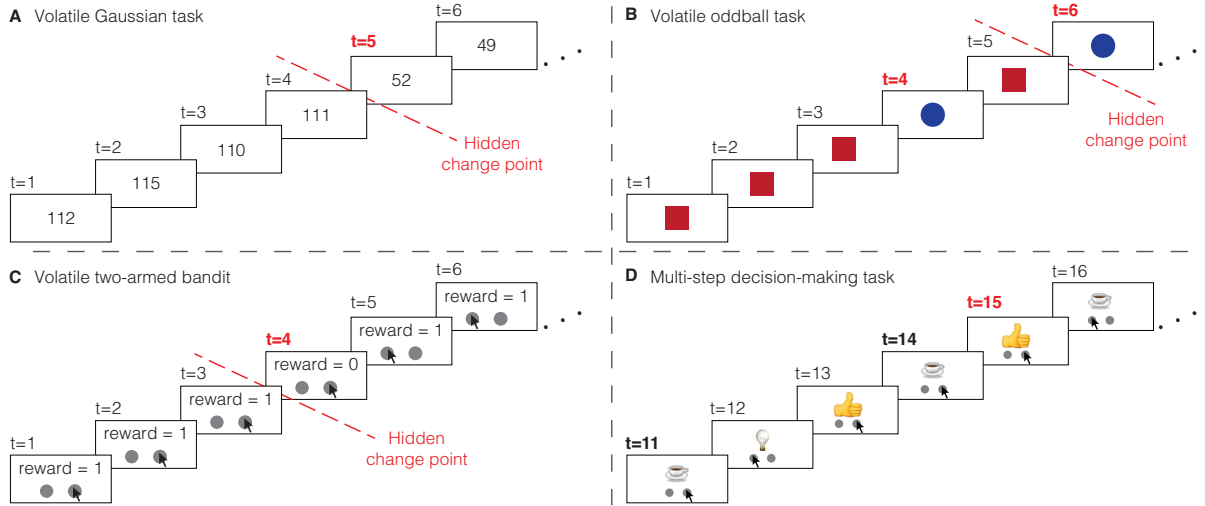 A Volatile Gaussian task
t=1
112
t=2
115
t=3
110
t=4
111
t=5
52
t=6
49
Hidden
change point
B Volatile oddball task
t=1
t=2
t=3
t=4
t=5
t=6
Hidden
change point
C Volatile two-armed bandit
t=1
reward = 1
t=2
reward = 1
t=3
reward = 1
t=4
reward = 0
t=5
reward = 1
t=6
reward = 1
Hidden
change point
D Multi-step decision-making task
t=11
t=12
t=13
t=14
t=15
t=16